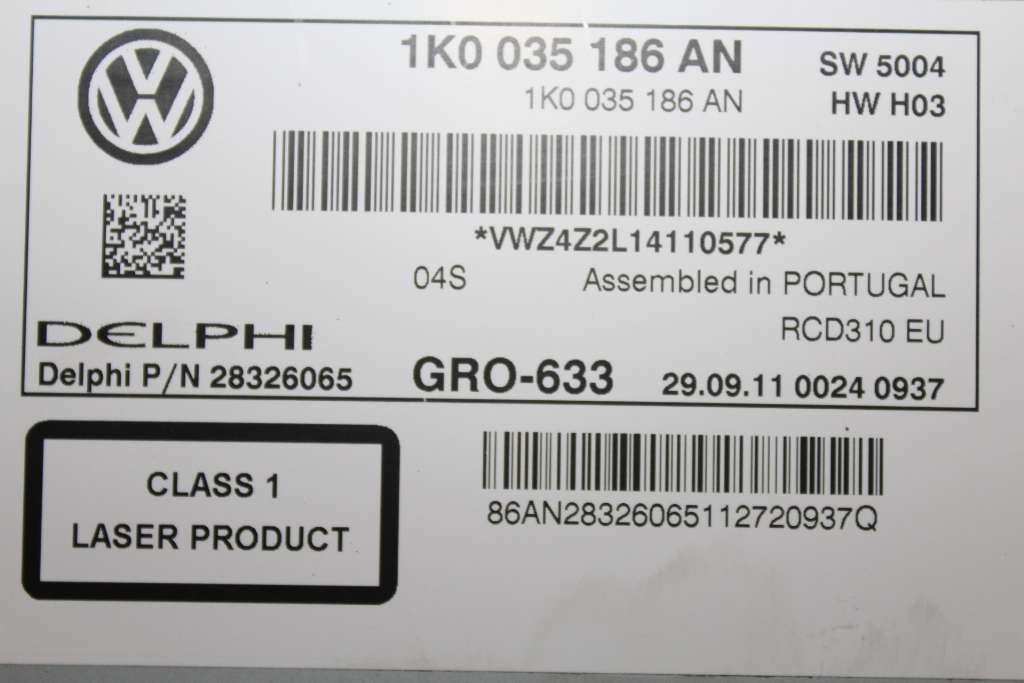 1K0 035 186 AN SW 5004
1K0 035 186 AN HW H03
*VWZ4Z2L14110577*
04S Assembled in PORTUGAL
RCD310 EU
DELPHI
Delphi P/N 28326065 GRO-633 29.09.11 0024 0937
CLASS 1
LASER PRODUCT
86AN28326065112720937Q